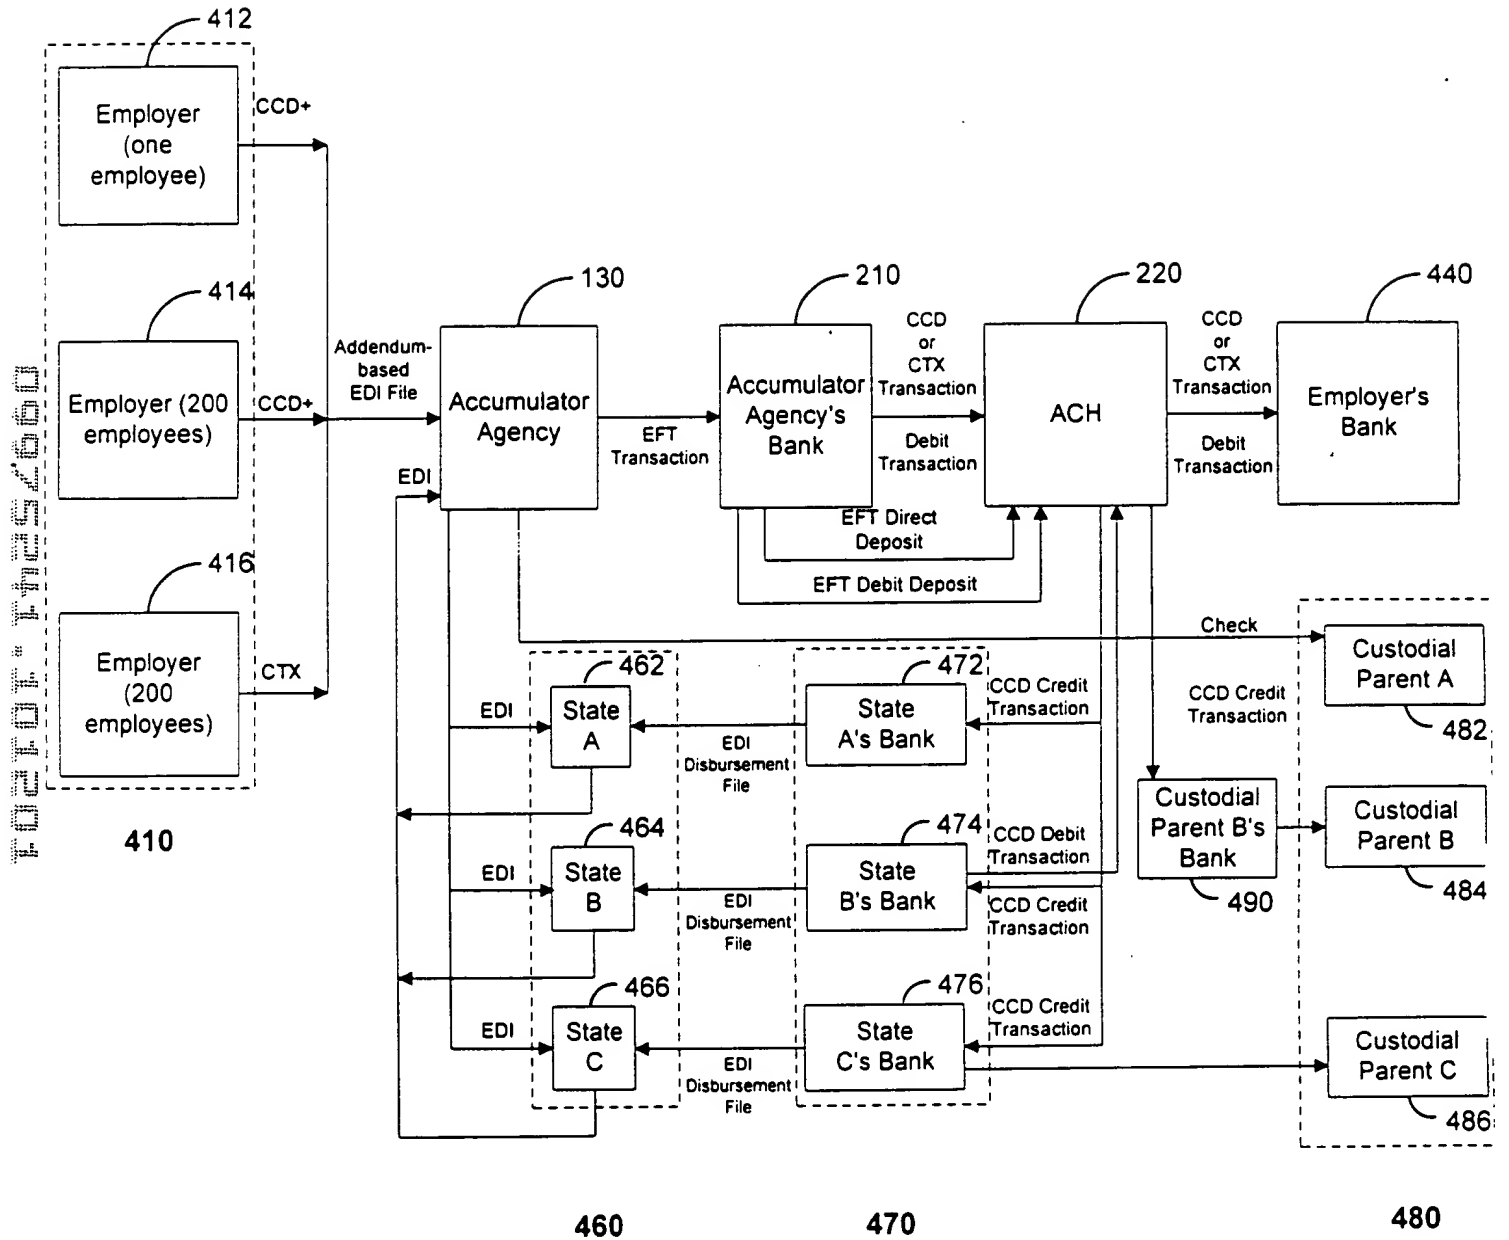 412
Employer
(one
employee)
CCD+
414
Employer (200
employees)
CCD+
416
Employer
(200
employees)
CTX
410
Addendum-
based
EDI File
EDI
130
Accumulator
Agency
EFT
Transaction
210
Accumulator
Agency's
Bank
CCD
or
CTX
Transaction
Debit
Transaction
220
ACH
CCD
or
CTX
Transaction
Debit
Transaction
440
Employer's
Bank
EFT Direct
Deposit
EFT Debit Deposit
Check
462
EDI
State
A
EDI
Disbursement
File
472
State
A's Bank
CCD Credit
Transaction
464
EDI
State
B
EDI
Disbursement
File
474
State
B's Bank
CCD Debit
Transaction
CCD Credit
Transaction
466
EDI
State
C
EDI
Disbursement
File
476
State
C's Bank
CCD Credit
Transaction
CCD Credit
Transaction
Custodial
Parent B's
Bank
490
Custodial
Parent A
482
Custodial
Parent B
484
Custodial
Parent C
486
460
470
480